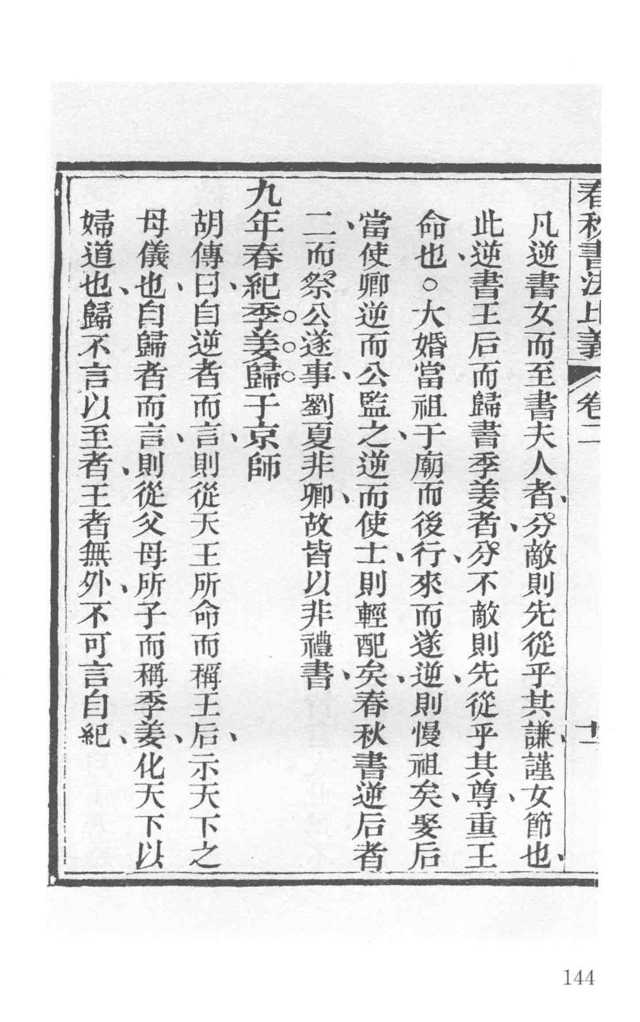 春秋書法比義 卷二
凡逆書女而至書夫人者、分敵則先從乎其謙謹女節也、
此逆書王后而歸書季姜者、分不敵則先從乎其尊重王
命也○大婚當祖于廟而後行來而遂逆、則慢祖矣、娶后
當使卿逆而公監之、逆而使士、則輕配矣、春秋書逆后者
二、而祭公遂事、劉夏非卿、故皆以非禮書、
九年春紀季姜歸于京師
胡傳曰、自逆者而言、則從天王所命而稱王后、示天下之
母儀也、自歸者而言、則從父母所子而稱季姜、化天下以
婦道也、歸不言以至者、王者無外、不可言自紀、
144